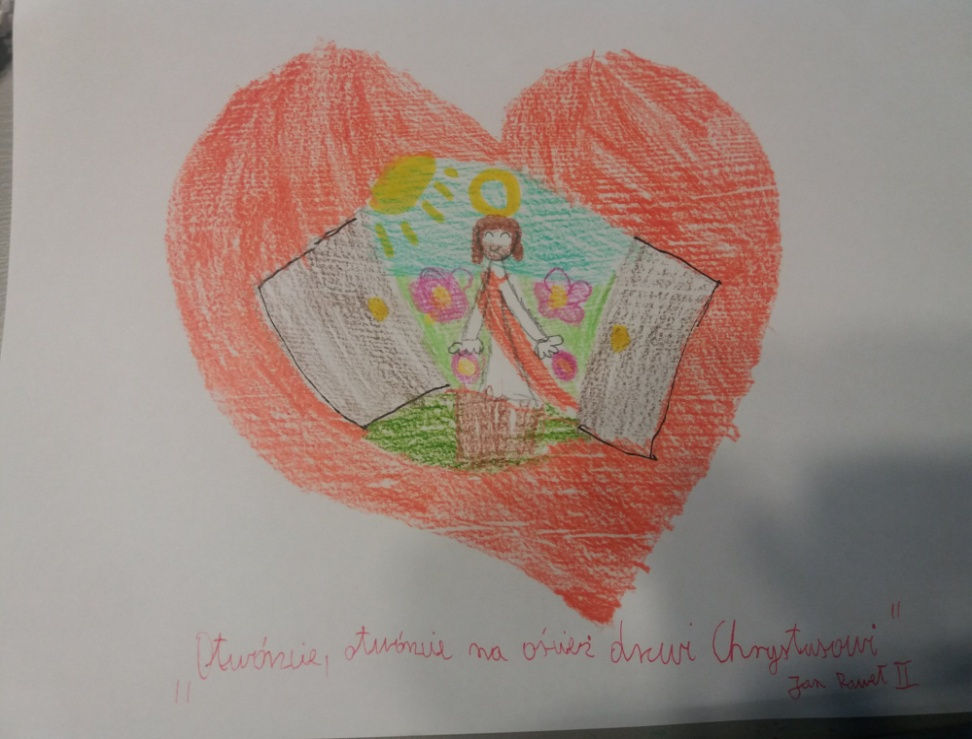 „Otwórzcie, otwórzcie na oścież drzwi Chrystusowi"
Jan Paweł II